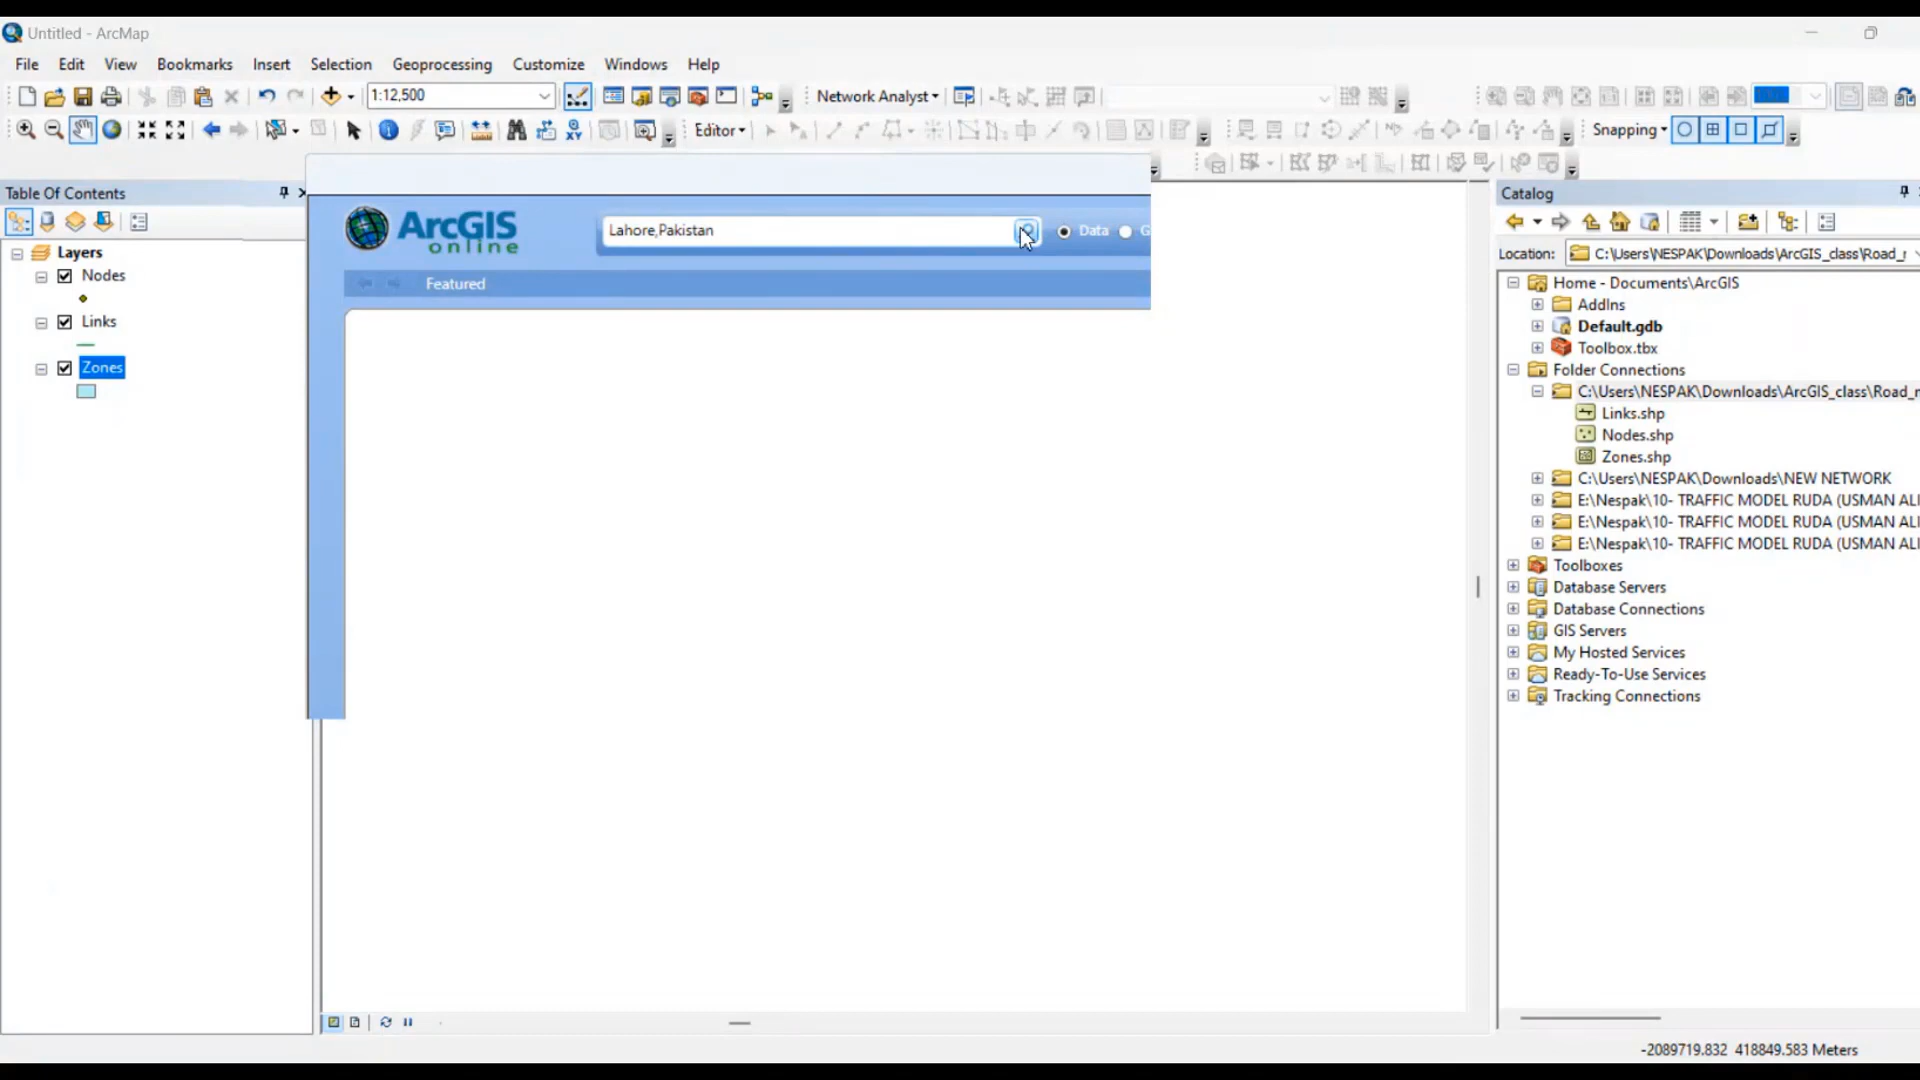 Untitled - ArcMap
File Edit View Bookmarks Insert Selection Geoprocessing Customize Windows Help
1:12,500 Network Analyst
Editor Snapping
Table Of Contents
Layers
Nodes
Links
Zones
ArcGIS
online
Lahore,Pakistan Data G
Featured
Catalog
Location: C:\Users\NESPAK\Downloads\ArcGIS_class\Road_r
Home - Documents\ArcGIS
AddIns
Default.gdb
Toolbox.tbx
Folder Connections
C:\Users\NESPAK\Downloads\ArcGIS_class\Road_r
Links.shp
Nodes.shp
Zones.shp
C:\Users\NESPAK\Downloads\NEW NETWORK
E:\Nespak\10- TRAFFIC MODEL RUDA (USMAN ALI
E:\Nespak\10- TRAFFIC MODEL RUDA (USMAN ALI
E:\Nespak\10- TRAFFIC MODEL RUDA (USMAN ALI
Toolboxes
Database Servers
Database Connections
GIS Servers
My Hosted Services
Ready-To-Use Services
Tracking Connections
-2089719.832 418849.583 Meters